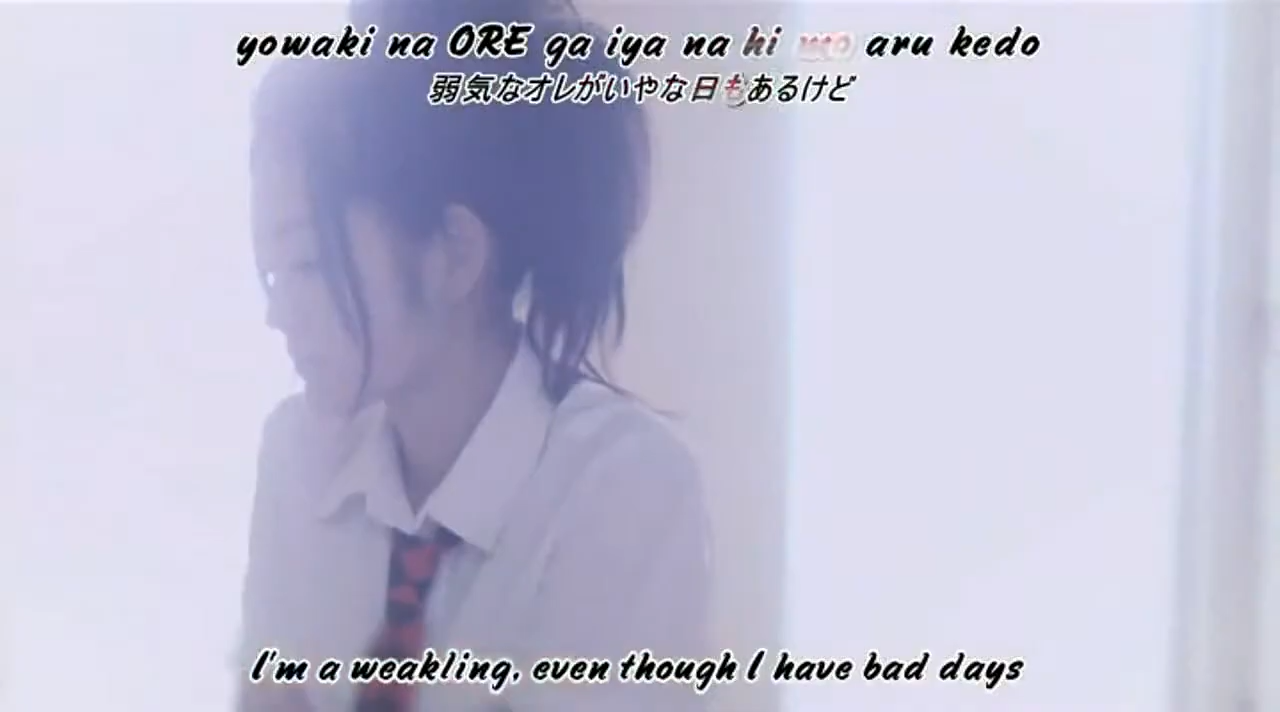 yowaki na ORE ga iya na hi mo aru kedo
弱気なオレがいやな日もあるけど
I'm a weakling, even though I have bad days